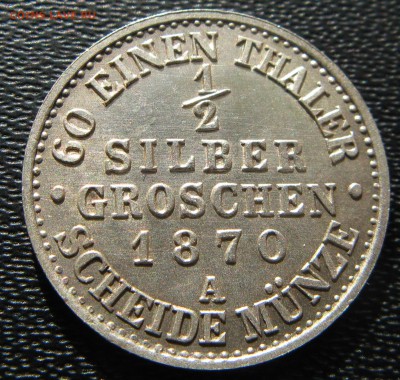 60 EINEN THALER
1/2
SILBER
GROSCHEN
1870
A
SCHEIDE MÜNZE